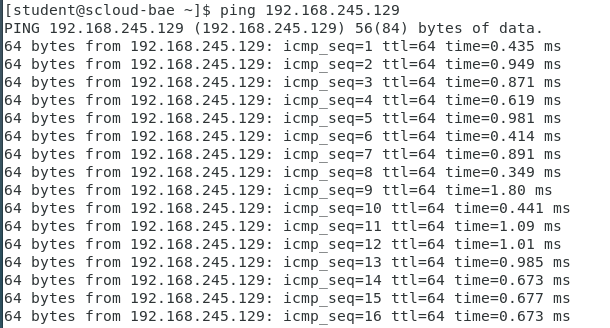 [student@scloud-bae ~]$ ping 192.168.245.129
PING 192.168.245.129 (192.168.245.129) 56(84) bytes of data.
64 bytes from 192.168.245.129: icmp_seq=1 ttl=64 time=0.435 ms
64 bytes from 192.168.245.129: icmp_seq=2 ttl=64 time=0.949 ms
64 bytes from 192.168.245.129: icmp_seq=3 ttl=64 time=0.871 ms
64 bytes from 192.168.245.129: icmp_seq=4 ttl=64 time=0.619 ms
64 bytes from 192.168.245.129: icmp_seq=5 ttl=64 time=0.981 ms
64 bytes from 192.168.245.129: icmp_seq=6 ttl=64 time=0.414 ms
64 bytes from 192.168.245.129: icmp_seq=7 ttl=64 time=0.891 ms
64 bytes from 192.168.245.129: icmp_seq=8 ttl=64 time=0.349 ms
64 bytes from 192.168.245.129: icmp_seq=9 ttl=64 time=1.80 ms
64 bytes from 192.168.245.129: icmp_seq=10 ttl=64 time=0.441 ms
64 bytes from 192.168.245.129: icmp_seq=11 ttl=64 time=1.09 ms
64 bytes from 192.168.245.129: icmp_seq=12 ttl=64 time=1.01 ms
64 bytes from 192.168.245.129: icmp_seq=13 ttl=64 time=0.985 ms
64 bytes from 192.168.245.129: icmp_seq=14 ttl=64 time=0.673 ms
64 bytes from 192.168.245.129: icmp_seq=15 ttl=64 time=0.677 ms
64 bytes from 192.168.245.129: icmp_seq=16 ttl=64 time=0.673 ms